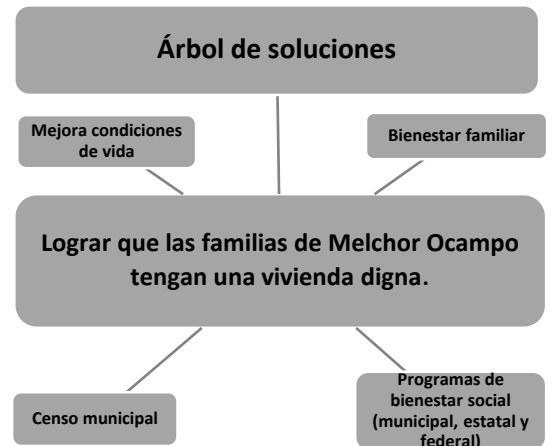 Árbol de soluciones
Mejora condiciones
de vida
Bienestar familiar
Lograr que las familias de Melchor Ocampo
tengan una vivienda digna.
Censo municipal
Programas de
bienestar social
(municipal, estatal y
federal)